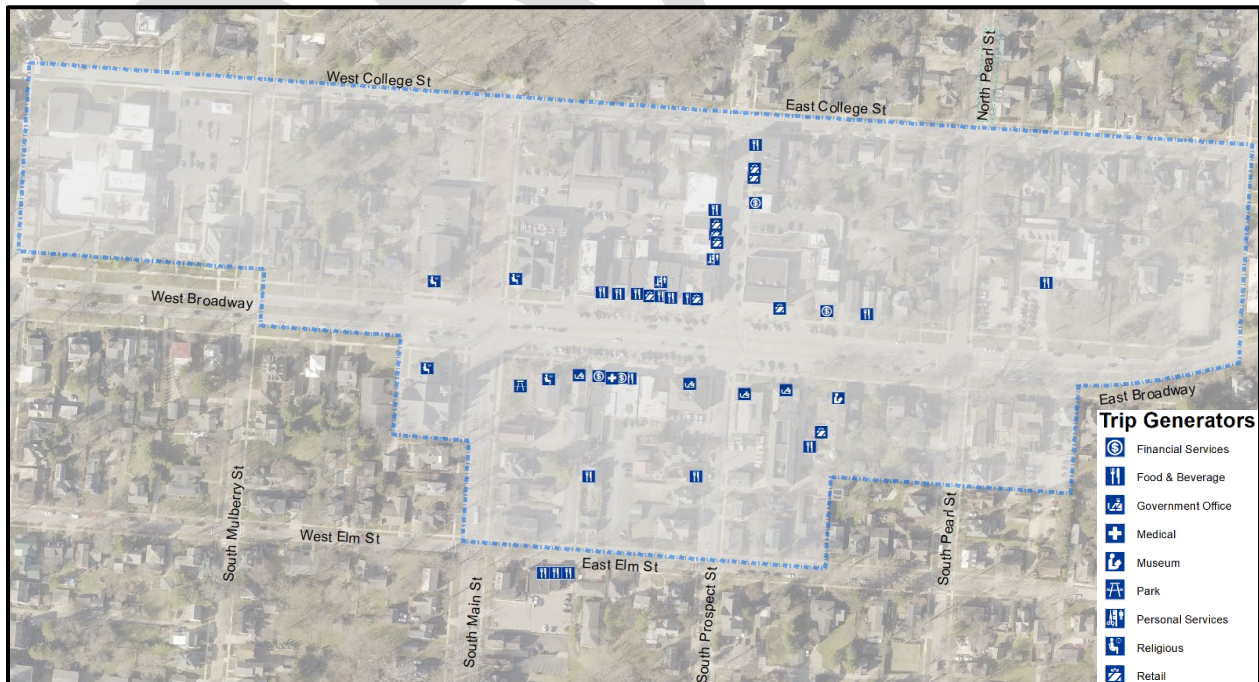 West College St
East College St
North Pearl St
West Broadway
East Broadway
South Mulberry St
West Elm St
East Elm St
South Main St
South Prospect St
South Pearl St
Trip Generators
Financial Services
Food & Beverage
Government Office
Medical
Museum
Park
Personal Services
Religious
Retail